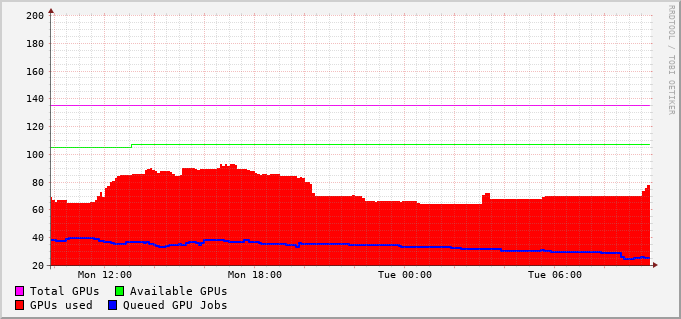 200
180
160
140
120
100
80
60
40
20
Mon 12:00 Mon 18:00 Tue 00:00 Tue 06:00
Total GPUs Available GPUs
GPUs used Queued GPU Jobs
RRDTOOL / TOBI OETIKER